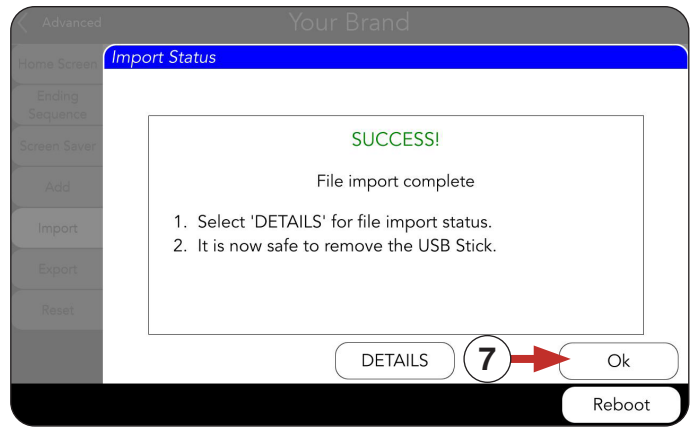 Advanced
Your Brand
Home Screen
Import Status
Ending
Sequence
Screen Saver
Add
Import
Export
Reset
SUCCESS!
File import complete
1. Select 'DETAILS' for file import status.
2. It is now safe to remove the USB Stick.
DETAILS
7
Ok
Reboot